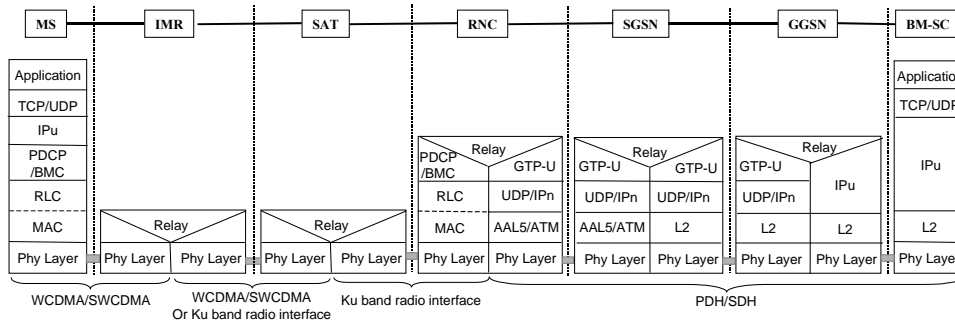 MS IMR SAT RNC SGSN GGSN BM-SC
Application Application
TCP/UDP TCP/UDP
IPu
PDCP
/BMC
Relay
PDCP
/BMC
GTP-U
GTP-U Relay GTP-U
GTP-U Relay
IPu
IPu
RLC RLC UDP/IPn UDP/IPn UDP/IPn UDP/IPn
MAC Relay Relay MAC AAL5/ATM AAL5/ATM L2 L2 L2 L2
Phy Layer Phy Layer Phy Layer Phy Layer Phy Layer Phy Layer Phy Layer Phy Layer Phy Layer Phy Layer Phy Layer Phy Layer
WCDMA/SWCDMA
WCDMA/SWCDMA
Or Ku band radio interface
Ku band radio interface
PDH/SDH